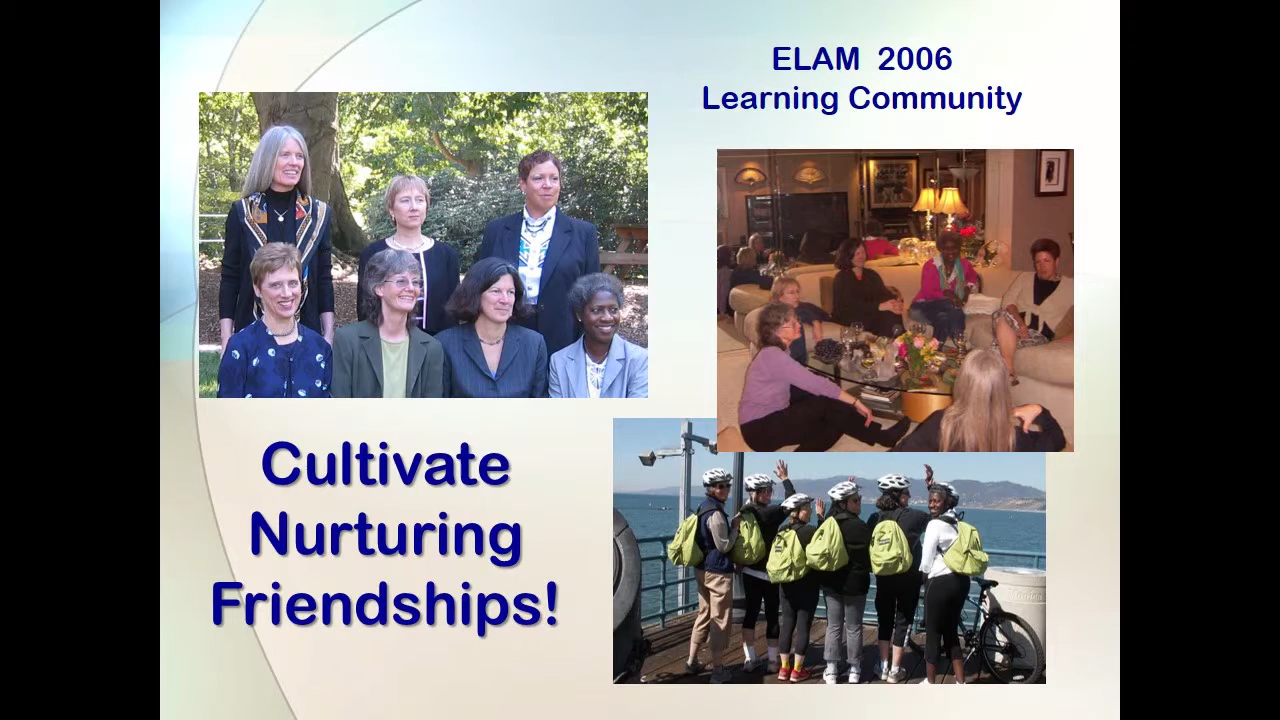 ELAM 2006
Learning Community
Cultivate
Nurturing
Friendships!